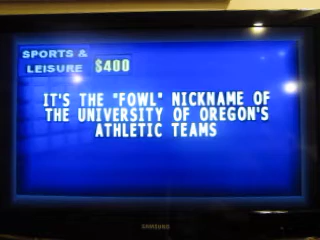 SPORTS &
LEISURE
$400
IT'S THE "FOWL" NICKNAME OF
THE UNIVERSITY OF OREGON'S
ATHLETIC TEAMS
SAMSUNG